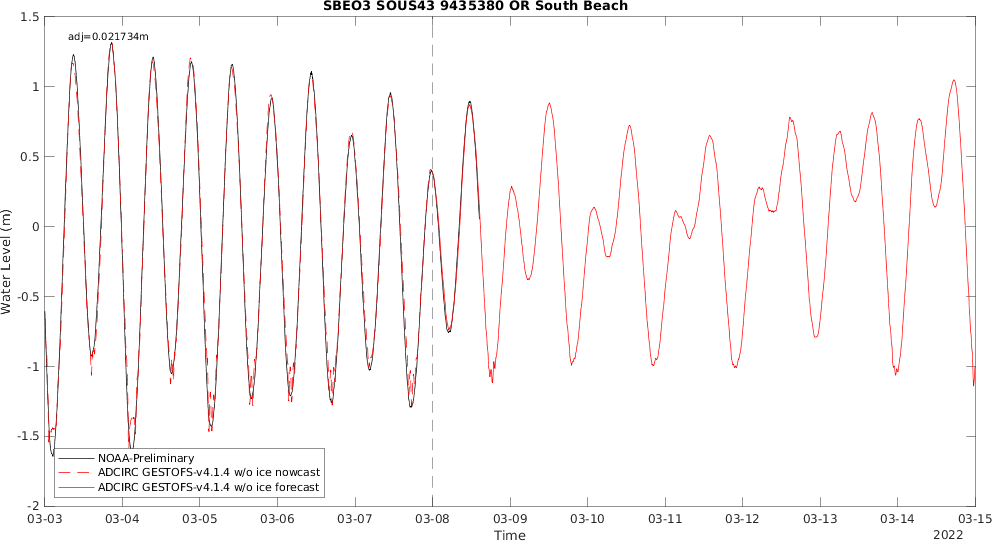 SBEO3 SOUS43 9435380 OR South Beach
adj=0.021734m
1.5
1
0.5
0
-0.5
-1
-1.5
-2
Water Level (m)
NOAA-Preliminary
ADCIRC GESTOFS-v4.1.4 w/o ice nowcast
ADCIRC GESTOFS-v4.1.4 w/o ice forecast
03-03 03-04 03-05 03-06 03-07 03-08 03-09 03-10 03-11 03-12 03-13 03-14 03-15
Time
2022